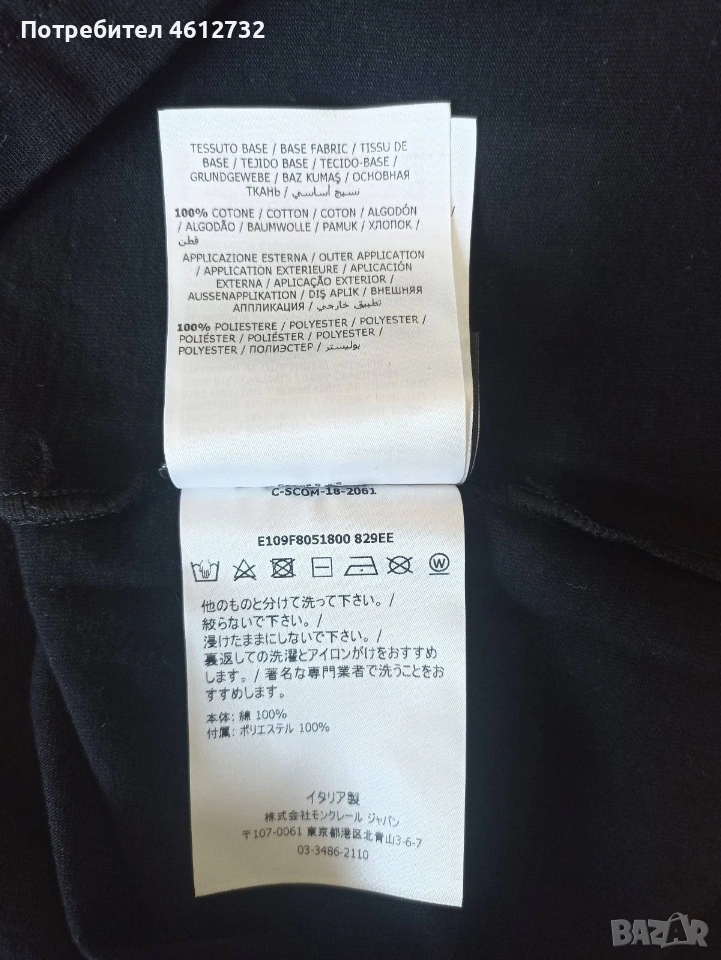 Потребител 4612732
TESSUTO BASE / BASE FABRIC / TISSU DE
BASE / TEJIDO BASE / TECIDO-BASE /
GRUNDGEWEBE / BAZ KUMAŞ / ОСНОВНАЯ
ТКАНЬ / نسيج أساسي /
100% COTONE / COTTON / COTON / ALGODÓN
/ ALGODÃO / BAUMWOLLE / PAMUK / ХЛОПОК /
قطن
APPLICAZIONE ESTERNA / OUTER APPLICATION
/ APPLICATION EXTERIEURE / APLICACIÓN
EXTERNA / APLICAÇÃO EXTERIOR /
AUSSENAPPLIKATION / DIŞ APLİK / ВНЕШНЯЯ
АППЛИКАЦИЯ / تطبيق خارجي /
100% POLIESTERE / POLYESTER / POLYESTER /
POLIÉSTER / POLIÉSTER / POLYESTER /
POLYESTER / ПОЛИЭСТЕР / بوليستر
C-SCOM-18-2061
E109F8051800 829EE
W
他のものと分けて洗って下さい。/
絞らないで下さい。/
浸けたままにしないで下さい。/
裏返しての洗濯とアイロンがけをおすすめ
します。/ 著名な専門業者で洗うことをお
すすめします。
本体: 綿 100%
付属: ポリエステル 100%
イタリア製
株式会社モンクレール ジャパン
〒107-0061 東京都港区北青山3-6-7
03-3486-2110
BAZAR